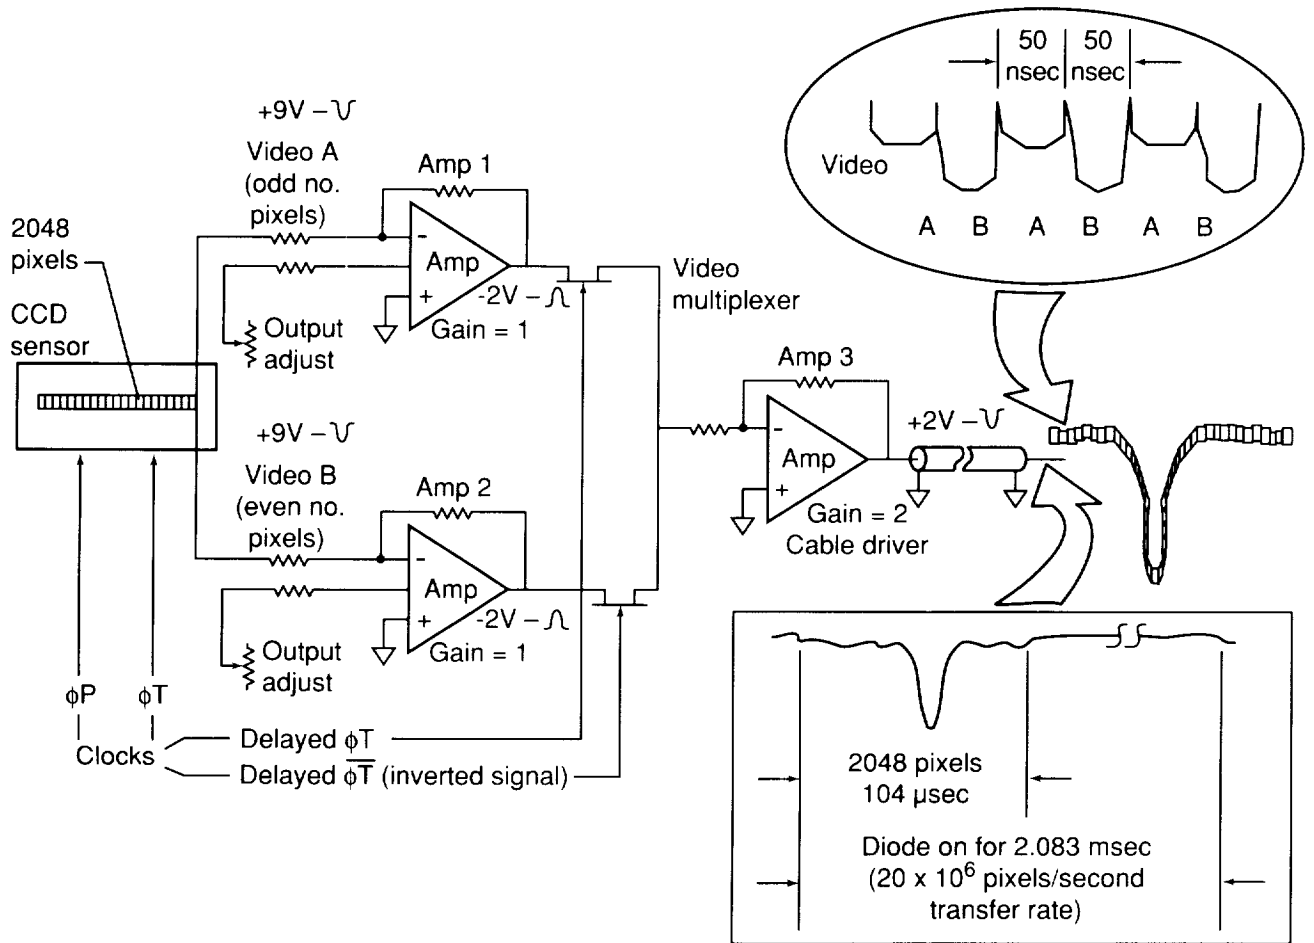 +9V –
Video A
(odd no.
pixels)
Amp 1
–
Amp
+
-2V –
Gain = 1
Output
adjust
2048
pixels
CCD
sensor
+9V –
Video B
(even no.
pixels)
Amp 2
–
Amp
+
-2V –
Gain = 1
Output
adjust
ϕP
ϕT
Clocks
Delayed ϕT
Delayed ϕT̅ (inverted signal)
Video
multiplexer
Amp 3
–
Amp
+
Gain = 2
Cable driver
+2V –
50
nsec
50
nsec
Video
A B A B A B
2048 pixels
104 µsec
Diode on for 2.083 msec
(20 x 10⁶ pixels/second
transfer rate)